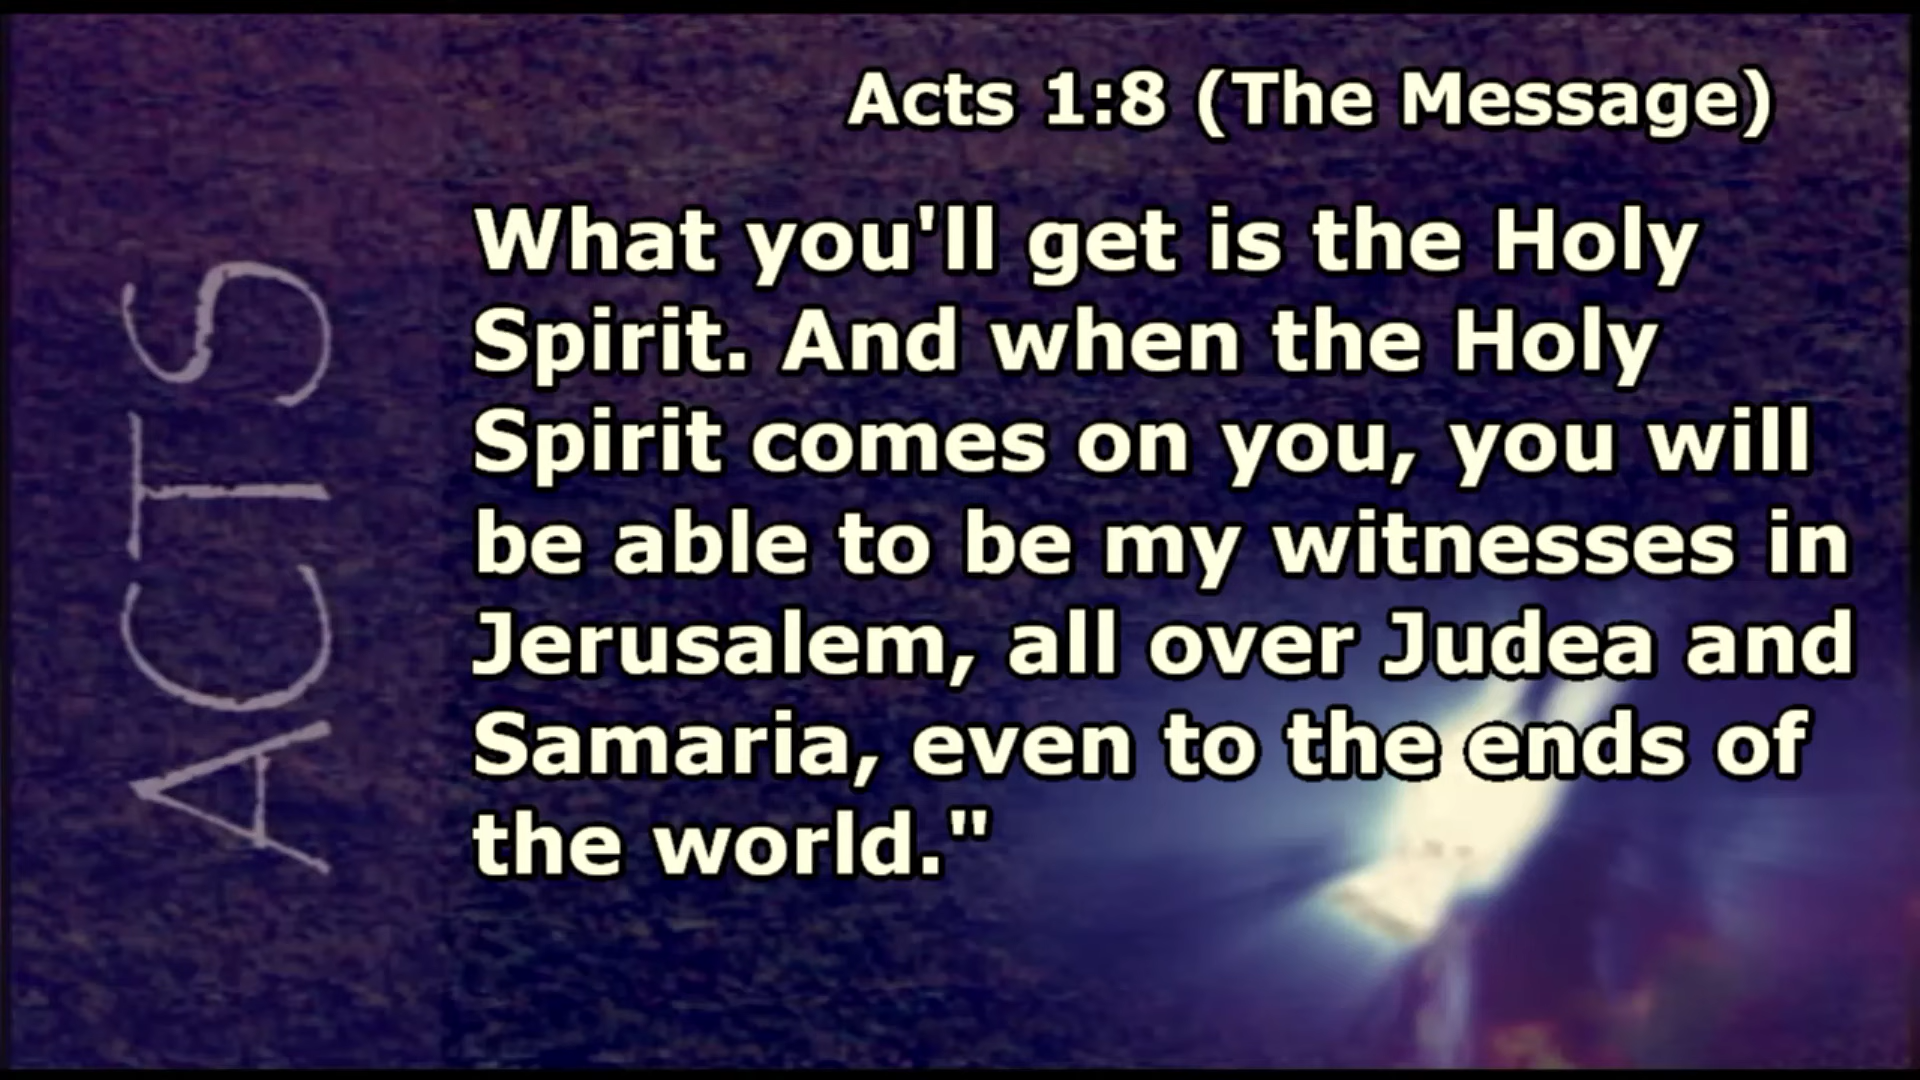 ACTS
Acts 1:8 (The Message)
What you'll get is the Holy
Spirit. And when the Holy
Spirit comes on you, you will
be able to be my witnesses in
Jerusalem, all over Judea and
Samaria, even to the ends of
the world."